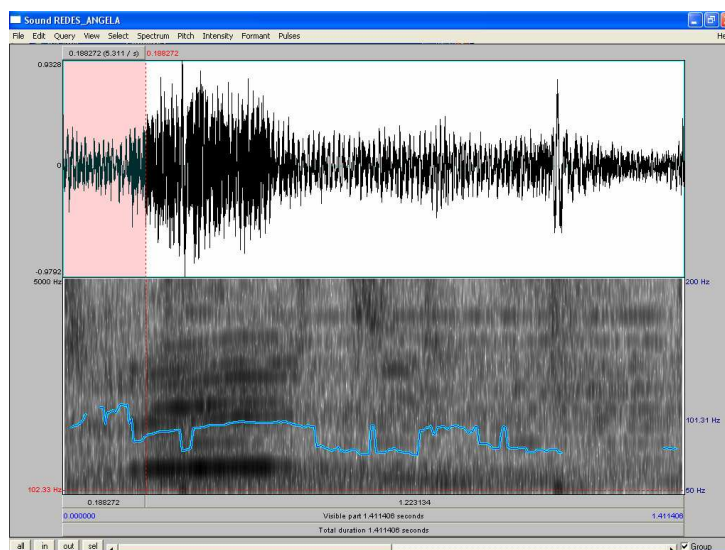 Sound REDES_ANGELA
File Edit Query View Select Spectrum Pitch Intensity Formant Pulses He
0.188272 (5.311 / s) 0.188272
0.9328
0
-0.9792
5000 Hz 200 Hz
101.31 Hz
102.33 Hz 50 Hz
0.188272 1.223134
0.000000 Visible part 1.411406 seconds 1.411406
Total duration 1.411406 seconds
all in out sel Group